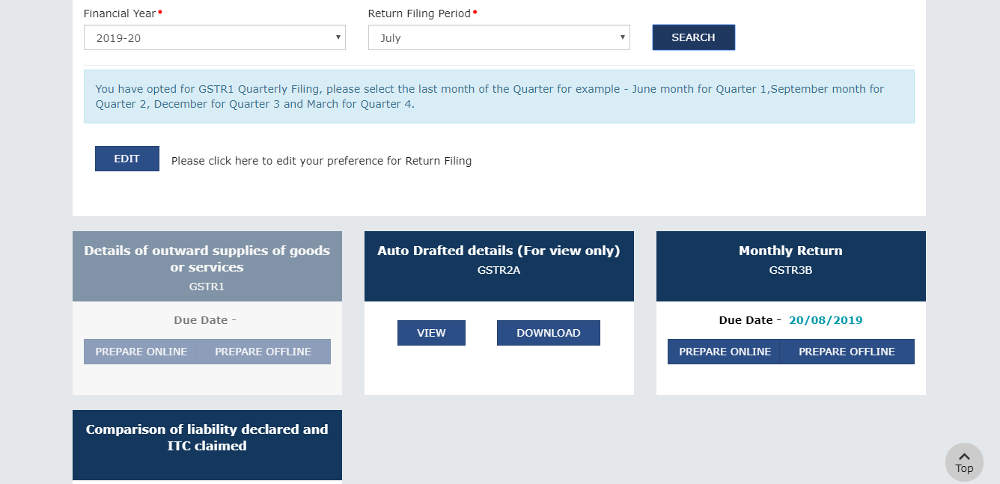 Financial Year•
Return Filing Period•
2019-20
July
SEARCH
You have opted for GSTR1 Quarterly Filing, please select the last month of the Quarter for example - June month for Quarter 1,September month for
Quarter 2, December for Quarter 3 and March for Quarter 4.
EDIT
Please click here to edit your preference for Return Filing
Details of outward supplies of goods
or services
GSTR1
Due Date -
PREPARE ONLINE
PREPARE OFFLINE
Auto Drafted details (For view only)
GSTR2A
VIEW
DOWNLOAD
Monthly Return
GSTR3B
Due Date - 20/08/2019
PREPARE ONLINE
PREPARE OFFLINE
Comparison of liability declared and
ITC claimed
Top